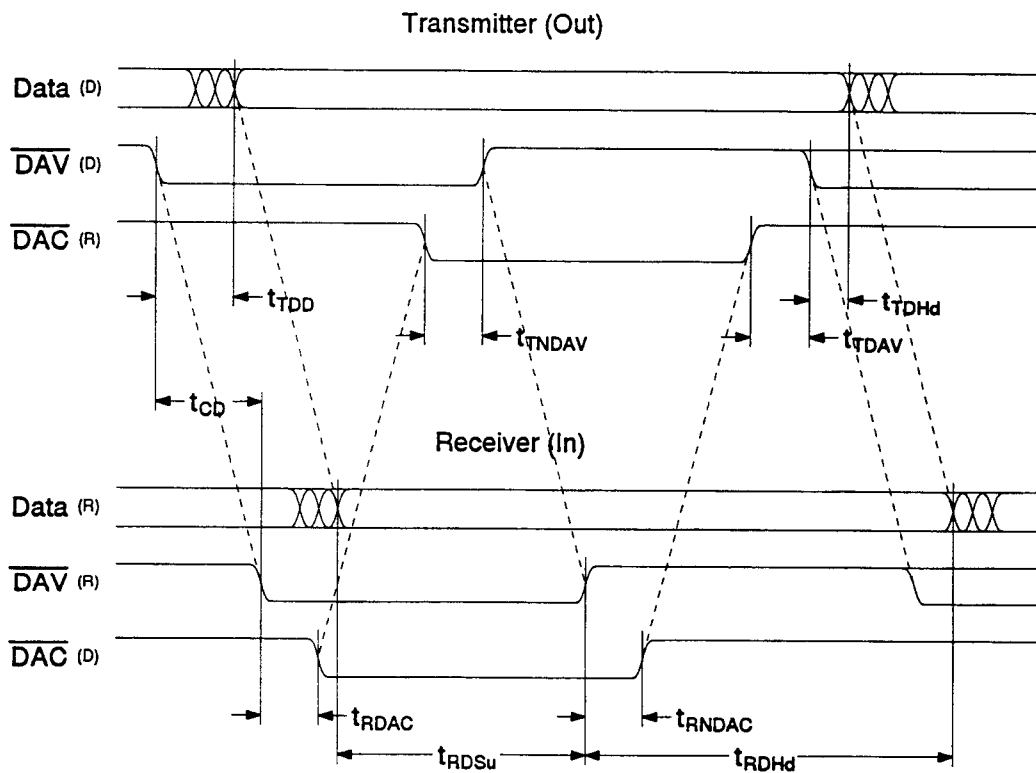 Transmitter (Out)
Data (D)
DAV (D)
DAC (R)
tTDD
tTDHd
tTNDAV
tTDAV
tCD
Receiver (In)
Data (R)
DAV (R)
DAC (D)
tRDAC
tRNDAC
tRDSu
tRDHd